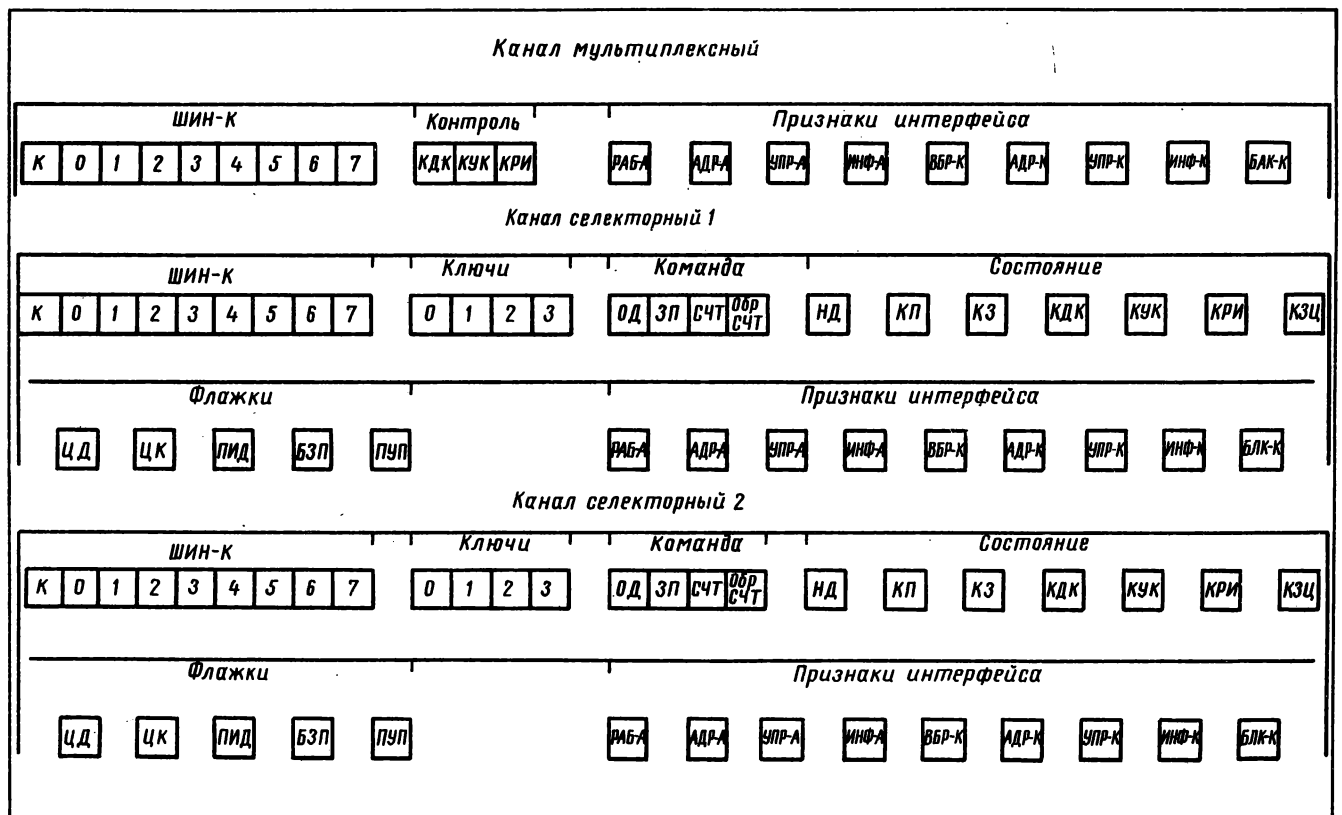 Канал мультиплексный
ШИН-К Контроль Признаки интерфейса
К 0 1 2 3 4 5 6 7 КДК КУК КРИ РАБ-А АДР-А УПР-А ИНФ-А ВБР-К АДР-К УПР-К ИНФ-К БАК-К
Канал селекторный 1
ШИН-К Ключи Команда Состояние
К 0 1 2 3 4 5 6 7 0 1 2 3 ОД ЗП СЧТ Обр СЧТ НД КП КЗ КДК КУК КРИ КЗЦ
Флажки Признаки интерфейса
ЦД ЦК ПИД БЗП ПУП РАБ-А АДР-А УПР-А ИНФ-А ВБР-К АДР-К УПР-К ИНФ-К БЛК-К
Канал селекторный 2
ШИН-К Ключи Команда Состояние
К 0 1 2 3 4 5 6 7 0 1 2 3 ОД ЗП СЧТ Обр СЧТ НД КП КЗ КДК КУК КРИ КЗЦ
Флажки Признаки интерфейса
ЦД ЦК ПИД БЗП ПУП РАБ-А АДР-А УПР-А ИНФ-А ВБР-К АДР-К УПР-К ИНФ-К БЛК-К